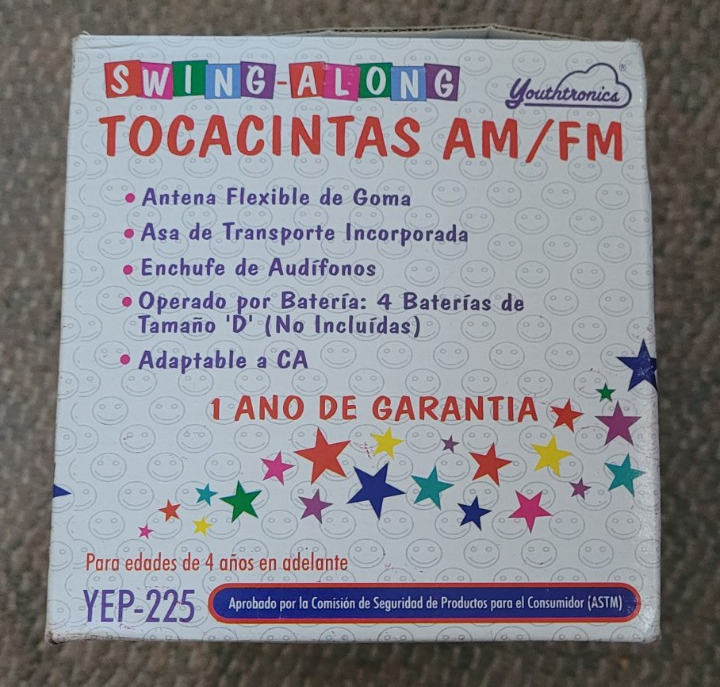 SWING-ALONG
Youthtronics®
TOCACINTAS AM/FM
• Antena Flexible de Goma
• Asa de Transporte Incorporada
• Enchufe de Audífonos
• Operado por Batería: 4 Baterías de
Tamaño 'D' (No Incluídas)
• Adaptable a CA
1 ANO DE GARANTIA
Para edades de 4 años en adelante
YEP-225
Aprobado por la Comisión de Seguridad de Productos para el Consumidor (ASTM)